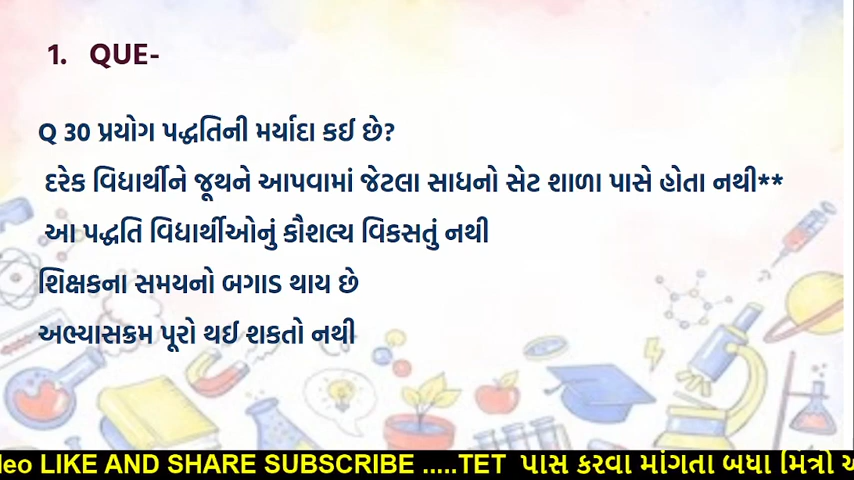 1. QUE-
Q 30 પ્રયોગ પદ્ધતિની મર્યાદા કઈ છે?
દરેક વિદ્યાર્થીને જૂથને આપવામાં જેટલા સાધનો સેટ શાળા પાસે હોતા નથી**
આ પદ્ધતિ વિદ્યાર્થીઓનું કૌશલ્ય વિકસતું નથી
શિક્ષકના સમયનો બગાડ થાય છે
અભ્યાસક્રમ પૂરો થઈ શકતો નથી
LIKE AND SHARE SUBSCRIBE .....TET પાસ કરવા માંગતા બધા મિત્રો